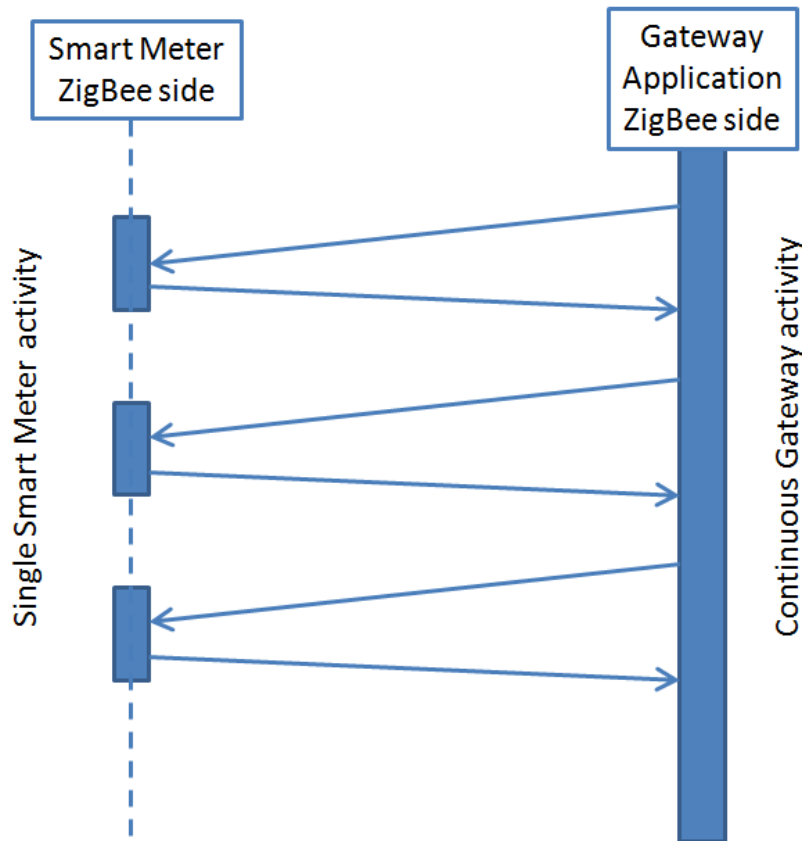 Smart Meter
ZigBee side
Gateway
Application
ZigBee side
Single Smart Meter activity
Continuous Gateway activity